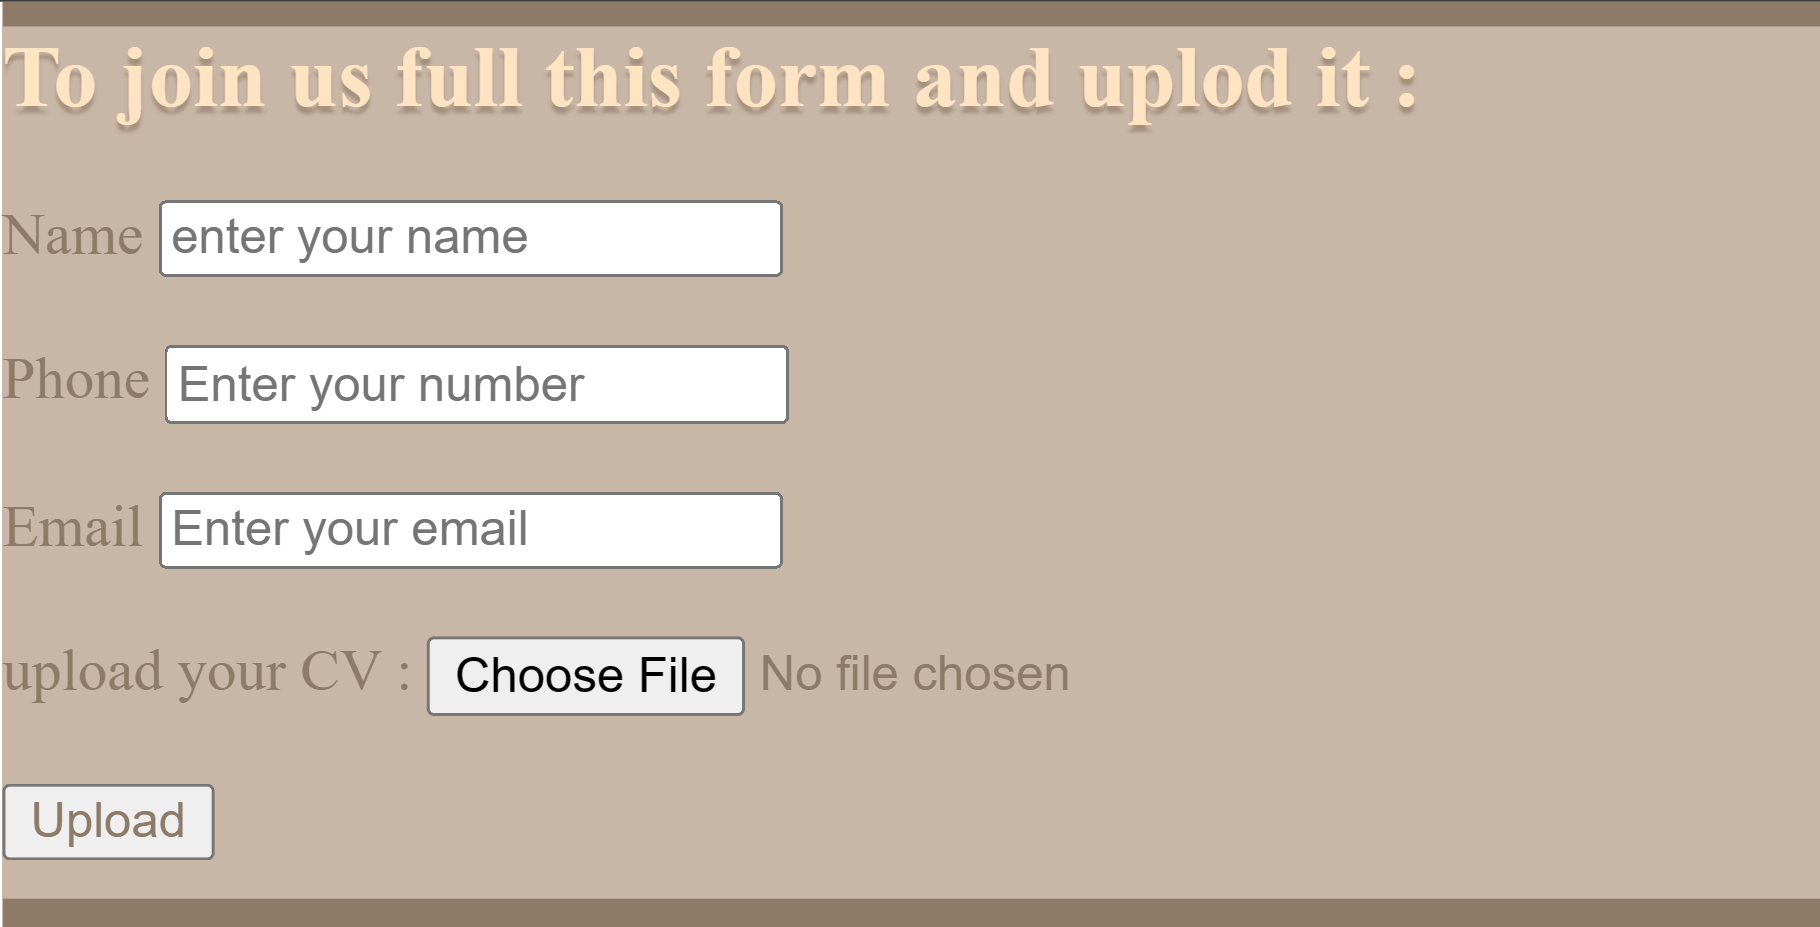 To join us full this form and uplod it :
Name enter your name
Phone Enter your number
Email Enter your email
upload your CV : Choose File No file chosen
Upload